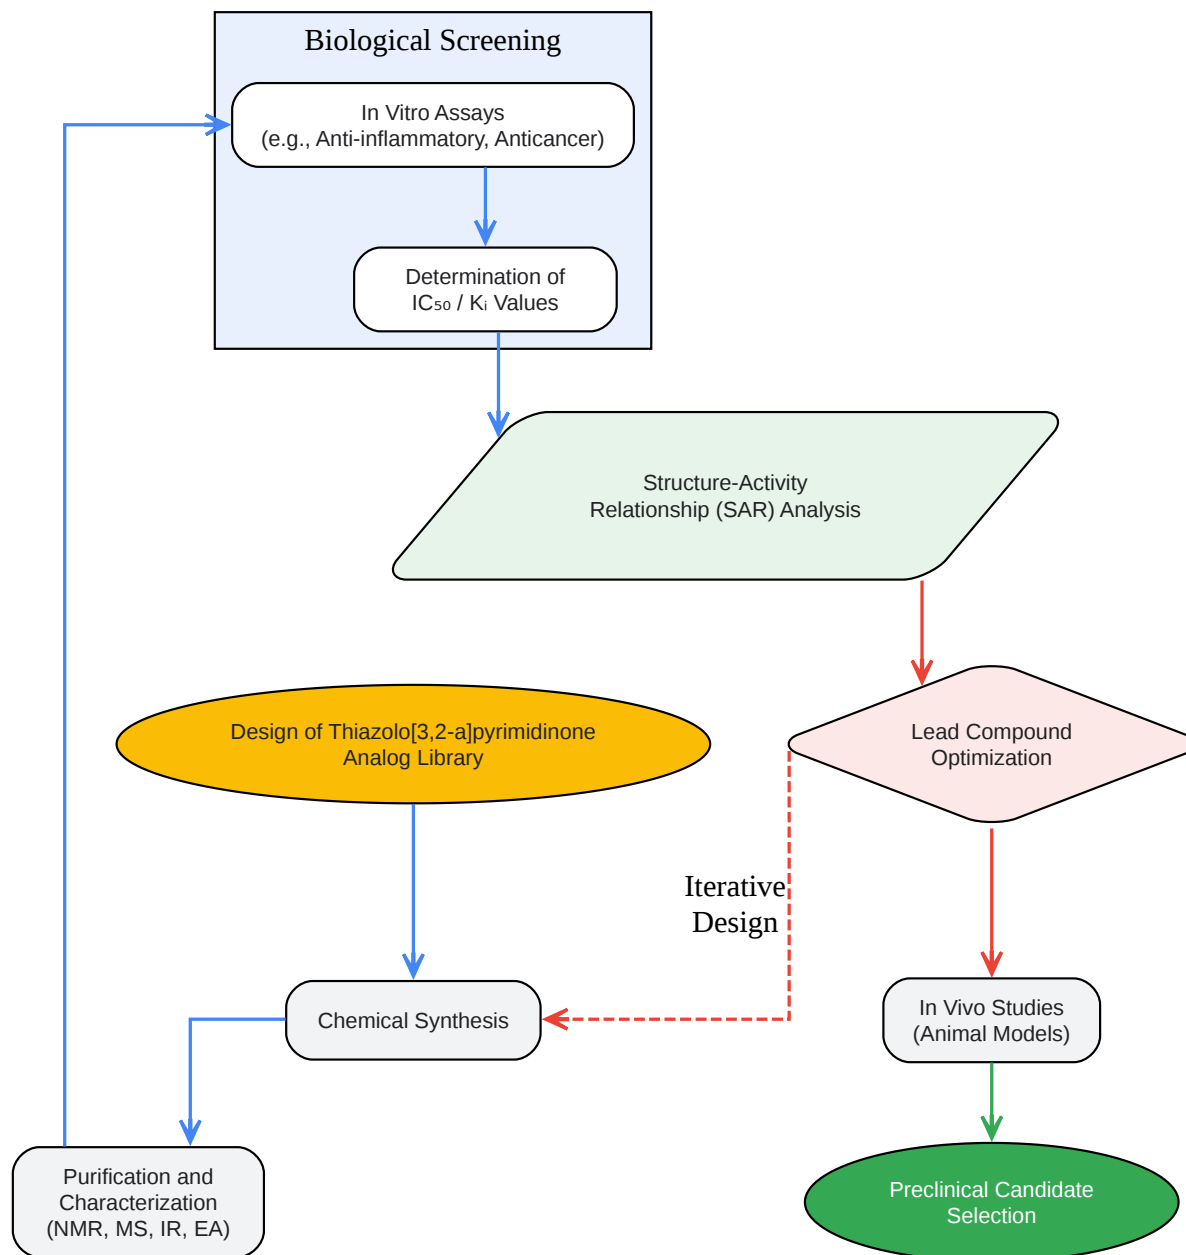 Biological Screening
In Vitro Assays
(e.g., Anti-inflammatory, Anticancer)
Determination of
IC₅₀ / Kᵢ Values
Structure-Activity
Relationship (SAR) Analysis
Design of Thiazolo[3,2-a]pyrimidinone
Analog Library
Lead Compound
Optimization
Iterative
Design
Chemical Synthesis
In Vivo Studies
(Animal Models)
Purification and
Characterization
(NMR, MS, IR, EA)
Preclinical Candidate
Selection